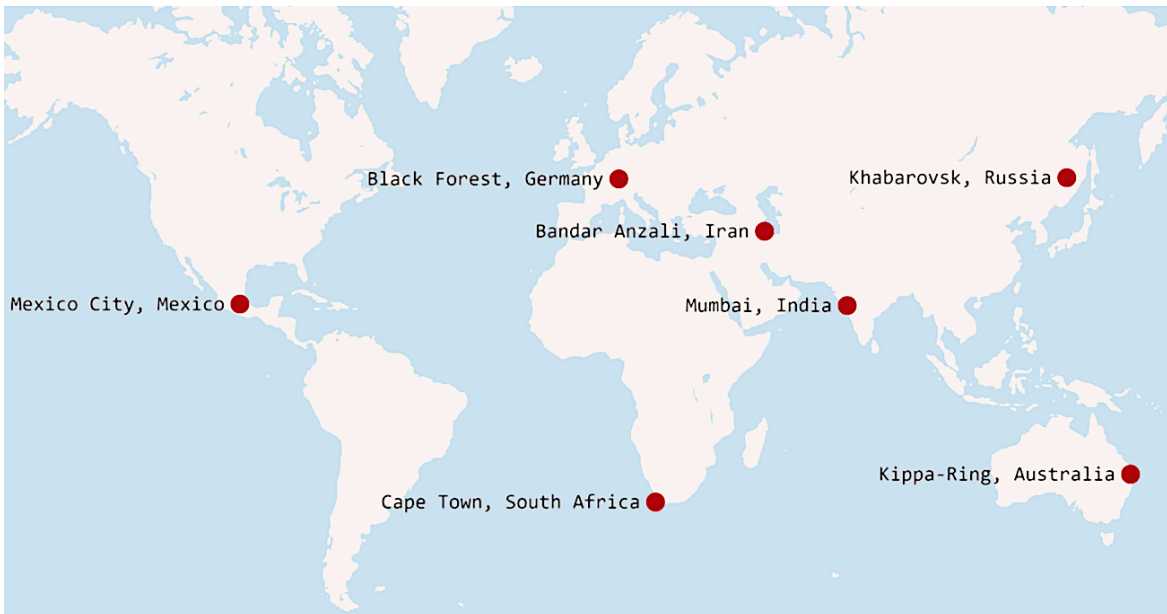 Black Forest, Germany
Khabarovsk, Russia
Bandar Anzali, Iran
Mexico City, Mexico
Mumbai, India
Kippa-Ring, Australia
Cape Town, South Africa